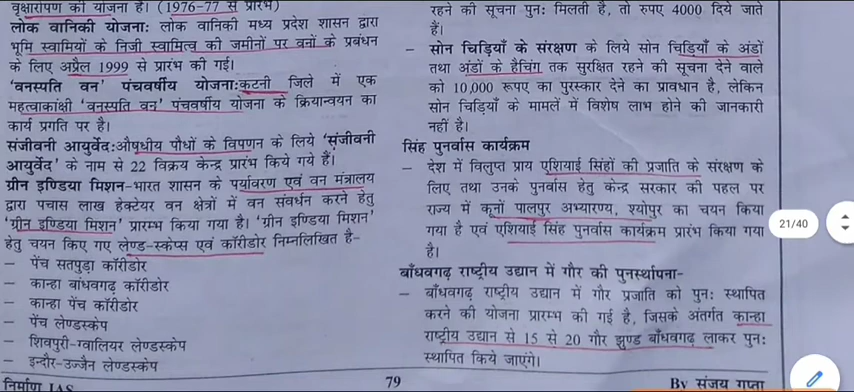 वृक्षारोपण की योजना है। (1976-77 से प्रारंभ)
लोक वानिकी योजना: लोक वानिकी मध्य प्रदेश शासन द्वारा
भूमि स्वामियों के निजी स्वामित्व की जमीनों पर वनों के प्रबंधन
के लिए अप्रैल 1999 से प्रारंभ की गई।
'वनस्पति वन' पंचवर्षीय योजना:कटनी जिले में एक
महत्वाकांक्षी 'वनस्पति वन' पंचवर्षीय योजना के क्रियान्वयन का
कार्य प्रगति पर है।
संजीवनी आयुर्वेद:औषधीय पौधों के विपणन के लिये 'संजीवनी
आयुर्वेद' के नाम से 22 विक्रय केन्द्र प्रारंभ किये गये हैं।
ग्रीन इण्डिया मिशन-भारत शासन के पर्यावरण एवं वन मंत्रालय
द्वारा पचास लाख हेक्टेयर वन क्षेत्रों में वन संवर्धन करने हेतु
'ग्रीन इण्डिया मिशन' प्रारम्भ किया गया है। 'ग्रीन इण्डिया मिशन'
हेतु चयन किए गए लेण्ड-स्केप्स एवं कॉरीडोर निम्नलिखित है-
– पेंच सतपुड़ा कॉरीडोर
– कान्हा बांधवगढ़ कॉरीडोर
– कान्हा पेंच कॉरीडोर
– पेंच लेण्डस्केप
– शिवपुरी-ग्वालियर लेण्डस्केप
– इन्दौर-उज्जैन लेण्डस्केप
रहने की सूचना पुन: मिलती है, तो रुपए 4000 दिये जाते
हैं।
– सोन चिड़ियाँ के संरक्षण के लिये सोन चिड़ियाँ के अंडों
तथा अंडों के हैचिंग तक सुरक्षित रहने की सूचना देने वाले
को 10,000 रूपए का पुरस्कार देने का प्रावधान है, लेकिन
सोन चिड़ियाँ के मामलें में विशेष लाभ होने की जानकारी
नहीं है।
सिंह पुनर्वास कार्यक्रम
– देश में विलुप्त प्राय एशियाई सिंहों की प्रजाति के संरक्षण के
लिए तथा उनके पुनर्वास हेतु केन्द्र सरकार की पहल पर
राज्य में कूनों पालपुर अभ्यारण्य, श्योपुर का चयन किया
गया है एवं एशियाई सिंह पुनर्वास कार्यक्रम प्रारंभ किया गया
है।
बाँधवगढ़ राष्ट्रीय उद्यान में गौर की पुनर्स्थापना-
– बाँधवगढ़ राष्ट्रीय उद्यान में गौर प्रजाति को पुन: स्थापित
करने की योजना प्रारम्भ की गई है, जिसके अंतर्गत कान्हा
राष्ट्रीय उद्यान से 15 से 20 गौर झुण्ड बाँधवगढ़ लाकर पुन:
स्थापित किये जाएंगे।
21/40
निर्माण IAS
79
By संजय गुप्ता